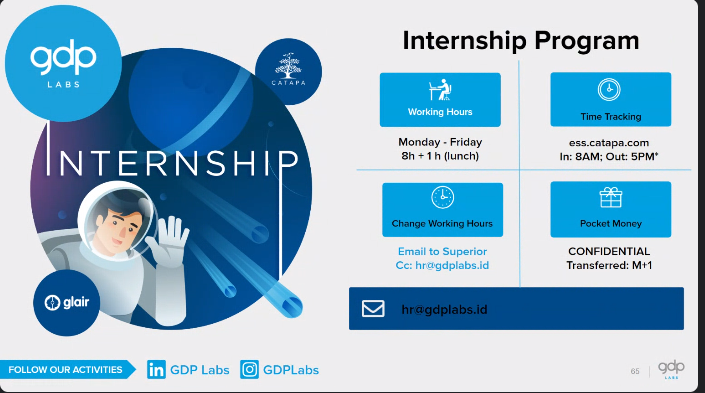 gdp
LABS
CATAPA
INTERNSHIP
glair
Internship Program
Working Hours
Monday - Friday
8h + 1 h (lunch)
Time Tracking
ess.catapa.com
In: 8AM; Out: 5PM*
Change Working Hours
Email to Superior
Cc: hr@gdplabs.id
Pocket Money
CONFIDENTIAL
Transferred: M+1
hr@gdplabs.id
FOLLOW OUR ACTIVITIES
in GDP Labs
GDPLabs
65
gdp
LABS